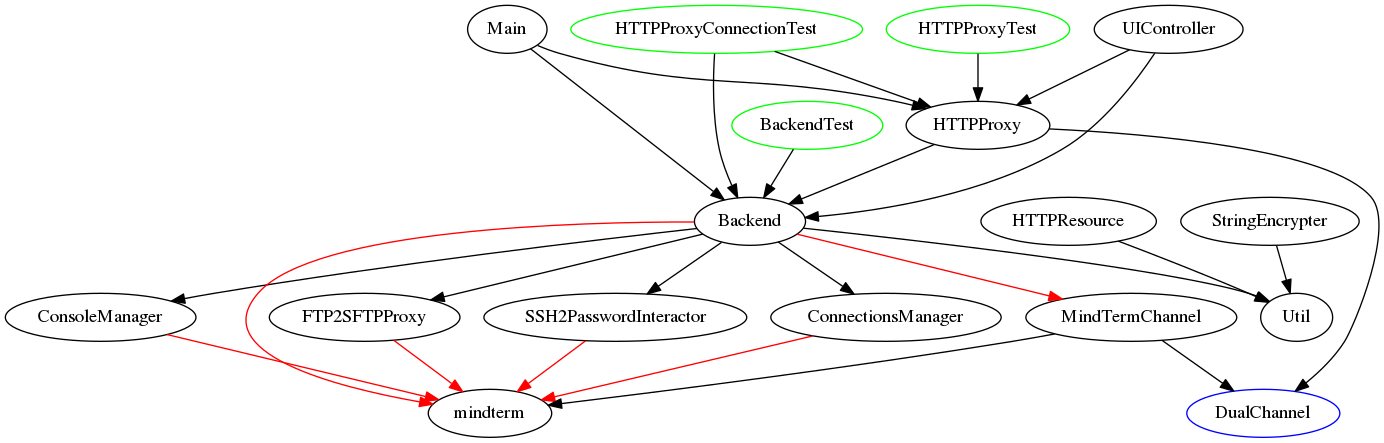 Main
HTTPProxyConnectionTest
HTTPProxyTest
UIController
BackendTest
HTTPProxy
Backend
HTTPResource
StringEncrypter
ConsoleManager
FTP2SFTPProxy
SSH2PasswordInteractor
ConnectionsManager
MindTermChannel
Util
mindterm
DualChannel